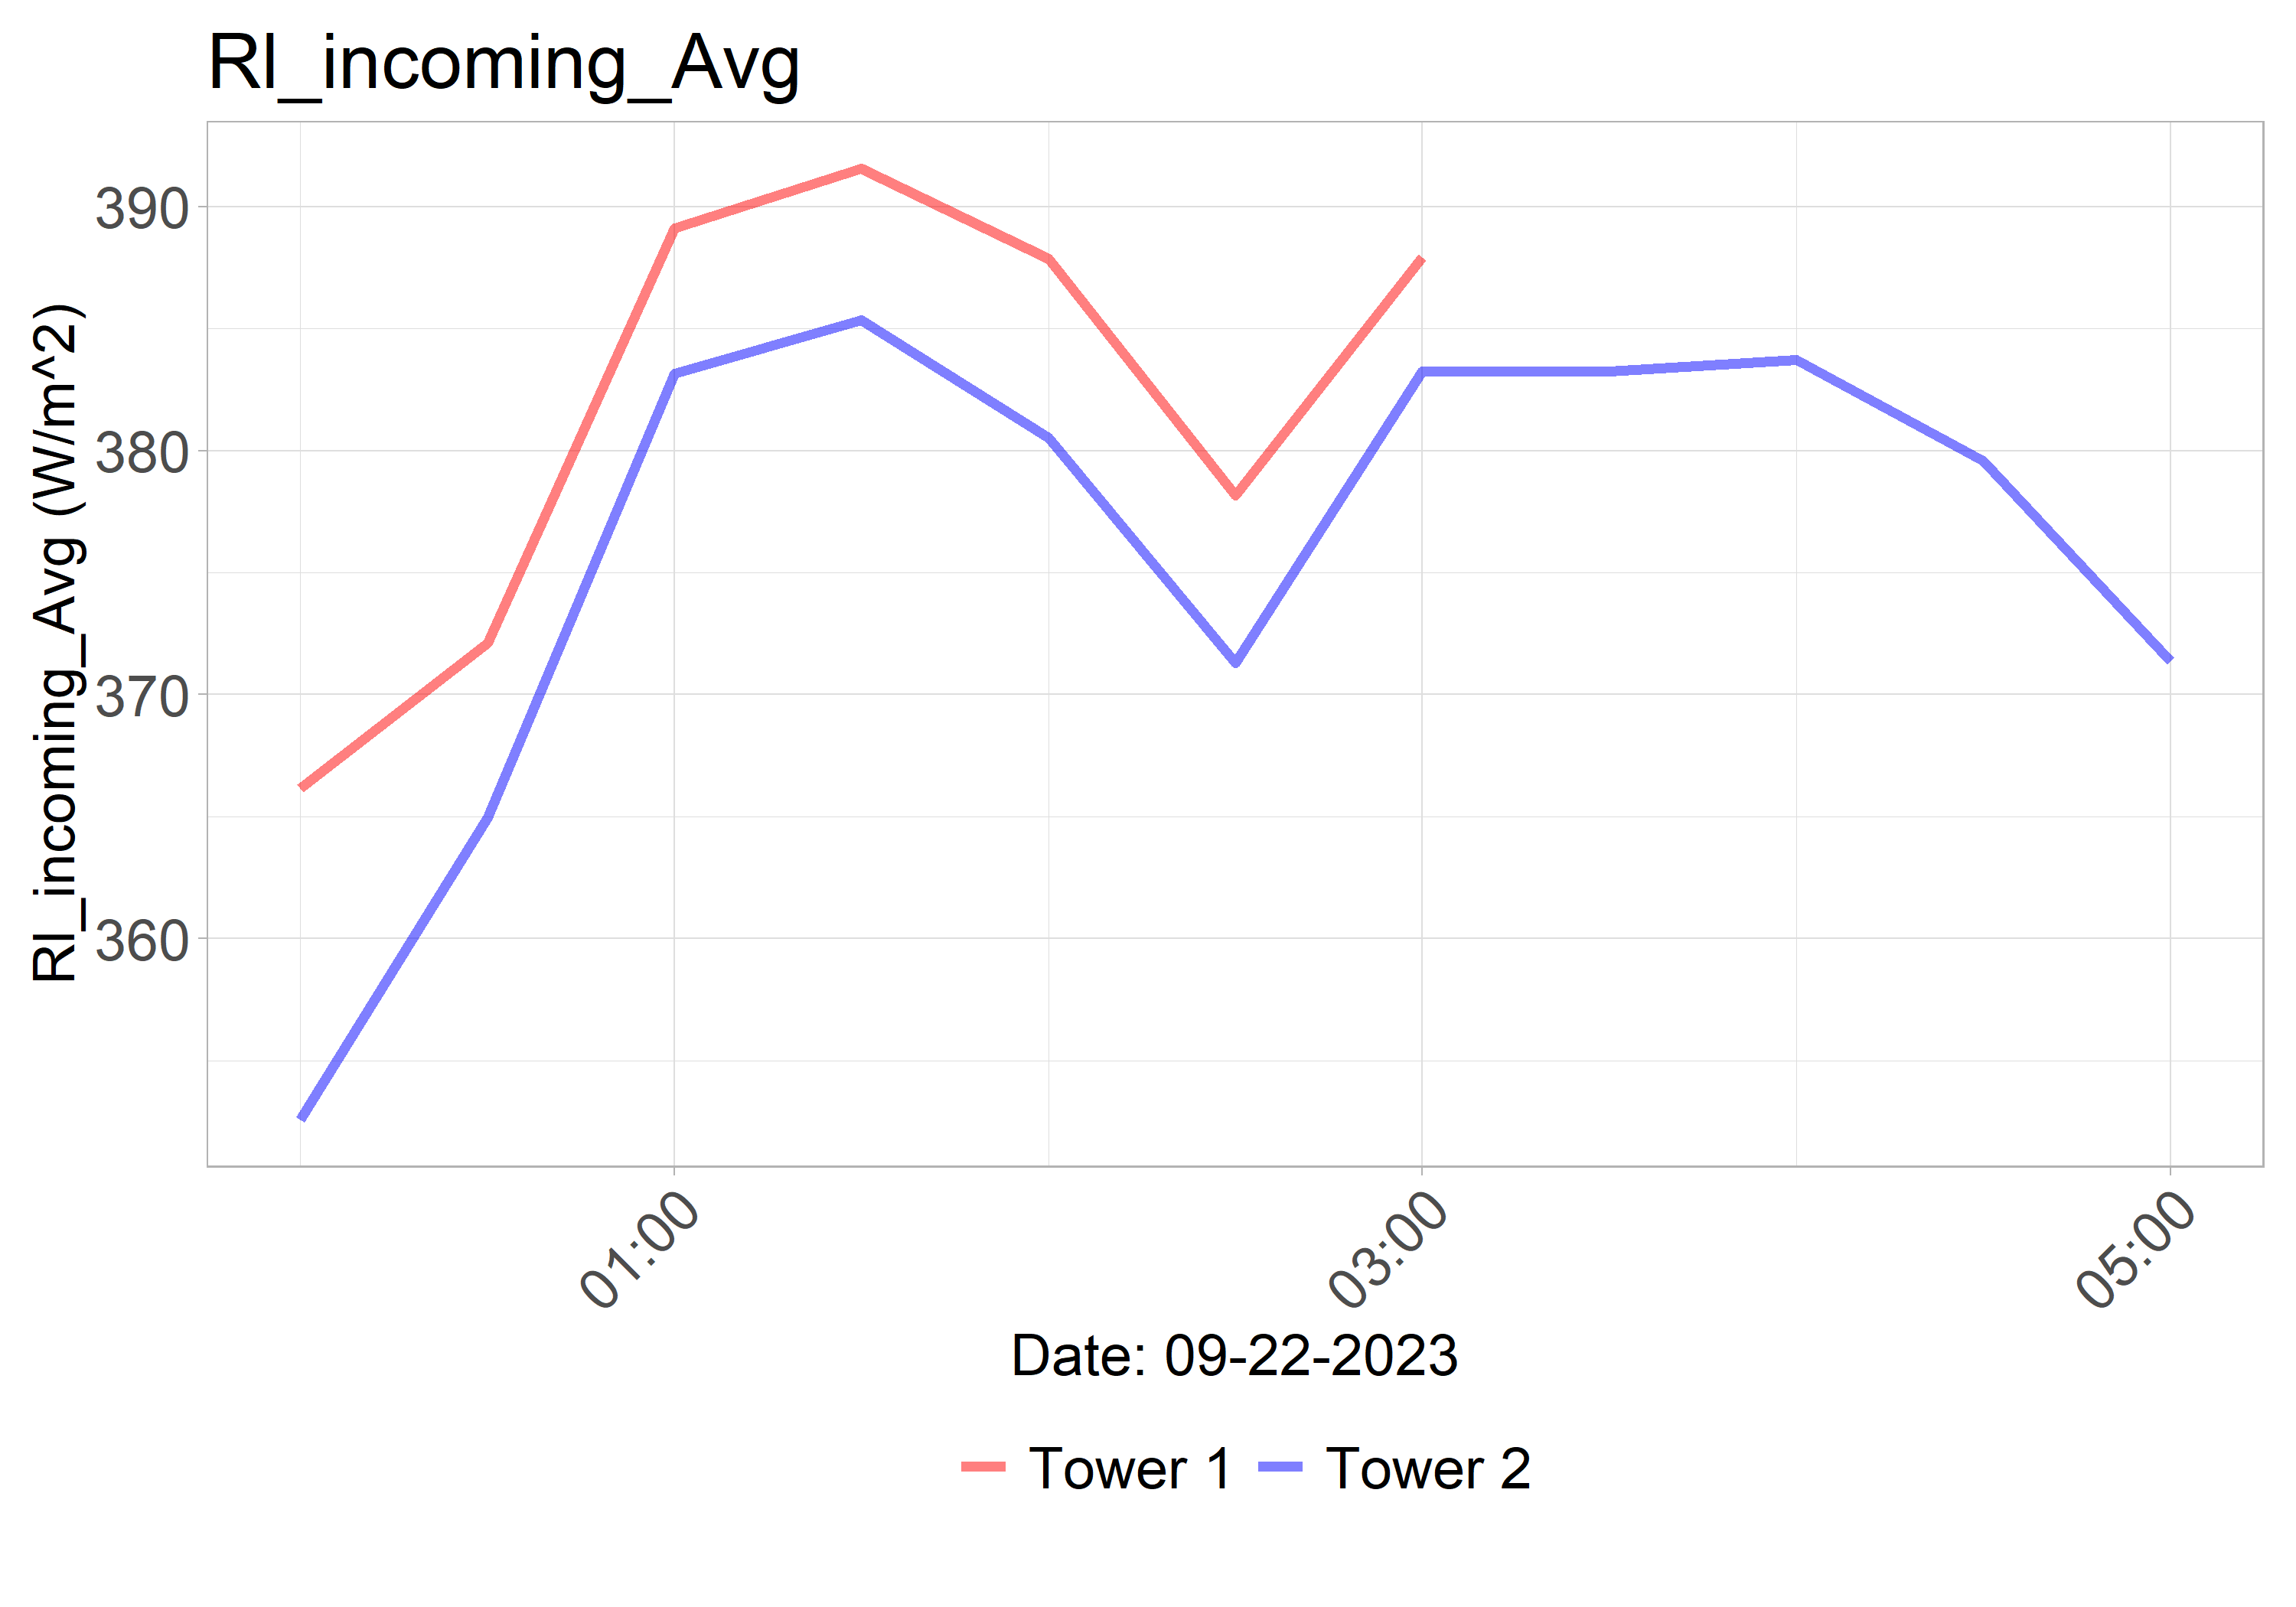 Rl_incoming_Avg
Rl_incoming_Avg (W/m^2)
390
380
370
360
01:00
03:00
05:00
Date: 09-22-2023
Tower 1
Tower 2